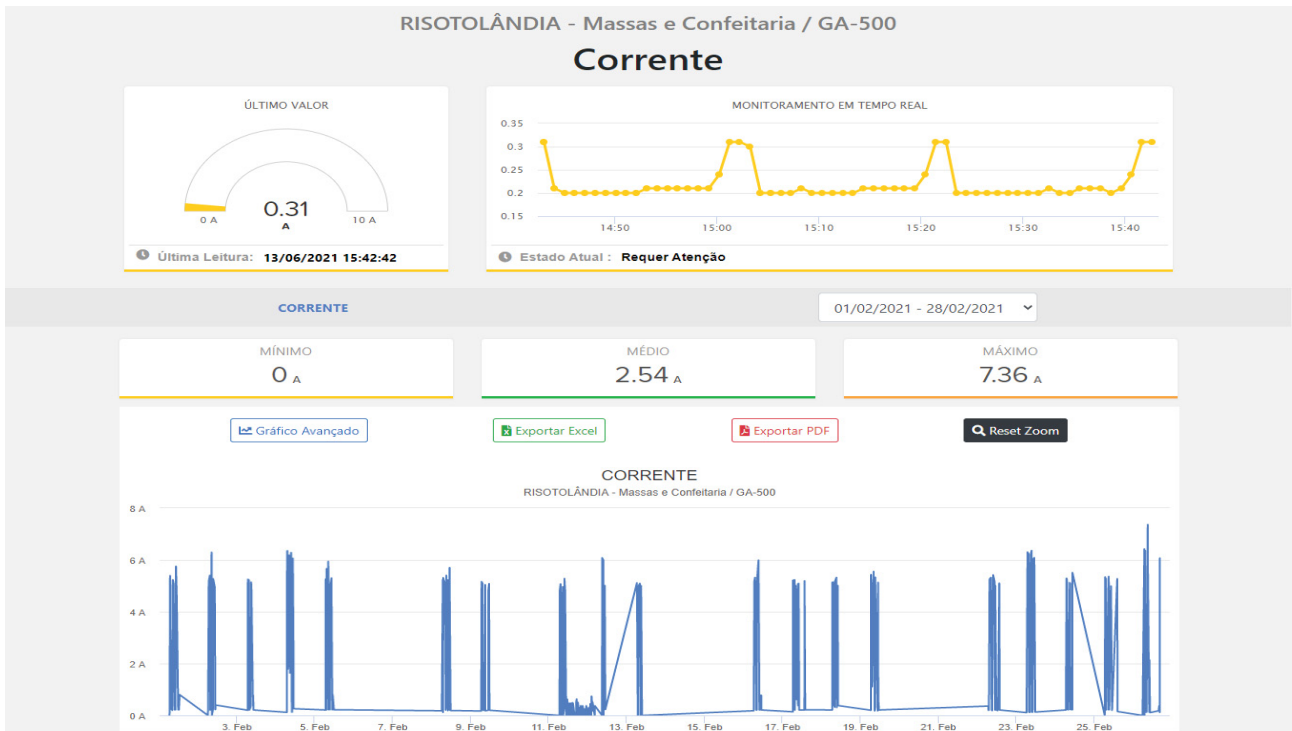 RISOTOLÂNDIA - Massas e Confeitaria / GA-500
Corrente
ÚLTIMO VALOR
0.31
A
0 A
10 A
Última Leitura: 13/06/2021 15:42:42
MONITORAMENTO EM TEMPO REAL
0.35
0.3
0.25
0.2
0.15
14:50 15:00 15:10 15:20 15:30 15:40
Estado Atual : Requer Atenção
CORRENTE
01/02/2021 - 28/02/2021
MÍNIMO
0 A
MÉDIO
2.54 A
MÁXIMO
7.36 A
Gráfico Avançado
Exportar Excel
Exportar PDF
Reset Zoom
CORRENTE
RISOTOLÂNDIA - Massas e Confeitaria / GA-500
8 A
6 A
4 A
2 A
0 A
3. Feb 5. Feb 7. Feb 9. Feb 11. Feb 13. Feb 15. Feb 17. Feb 19. Feb 21. Feb 23. Feb 25. Feb